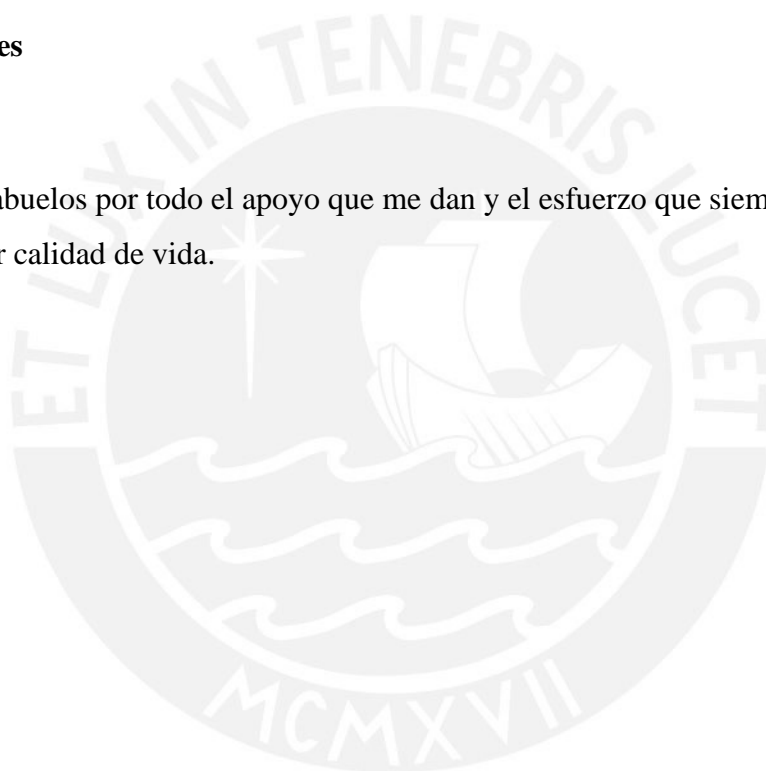 es
abuelos por todo el apoyo que me dan y el esfuerzo que siem
r calidad de vida.
ET LUX IN TENEBRIS LUCET
MCMXVII